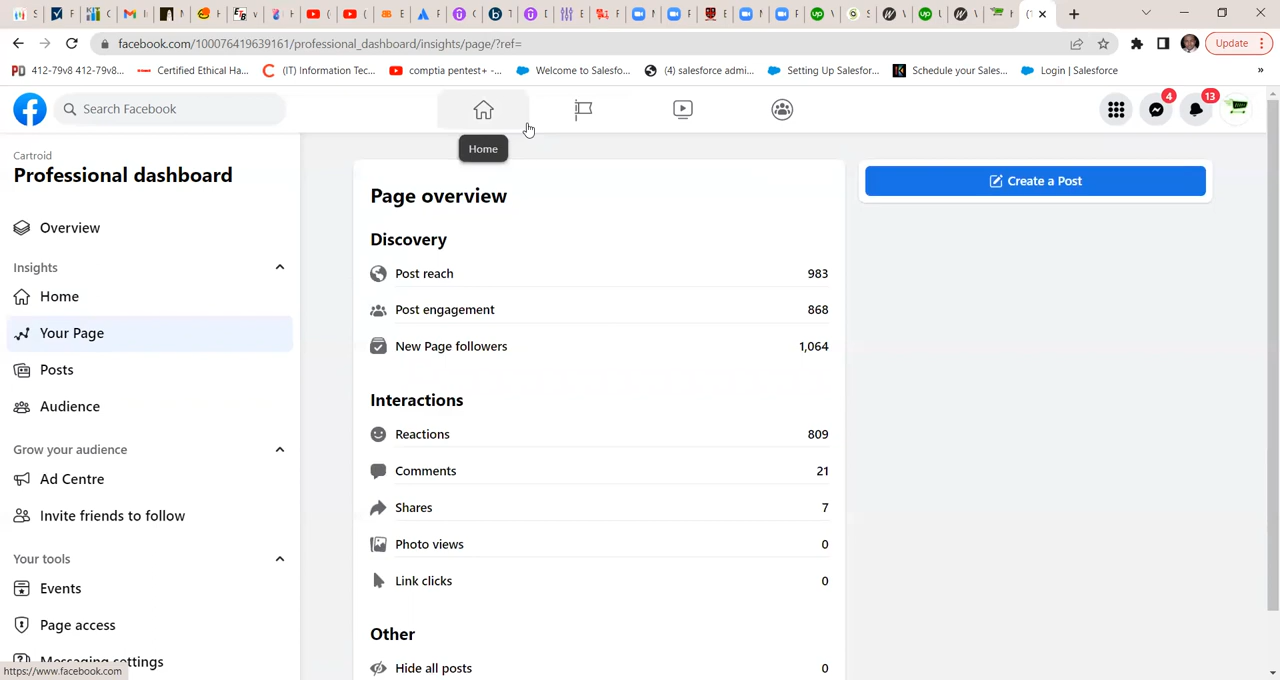 Update
facebook.com/100076419639161/professional_dashboard/insights/page/?ref=
412-79v8 412-79v8...
Certified Ethical Ha...
(IT) Information Tec...
comptia pentest+ -...
Welcome to Salesfo...
(4) salesforce admi...
Setting Up Salesfor...
Schedule your Sales...
Login | Salesforce
»
Search Facebook
4
13
Home
Cartroid
Professional dashboard
Overview
Insights
Home
Your Page
Posts
Audience
Grow your audience
Ad Centre
Invite friends to follow
Your tools
Events
Page access
Messaging settings
https://www.facebook.com
Page overview
Discovery
Post reach 983
Post engagement 868
New Page followers 1,064
Interactions
Reactions 809
Comments 21
Shares 7
Photo views 0
Link clicks 0
Other
Hide all posts 0
Create a Post